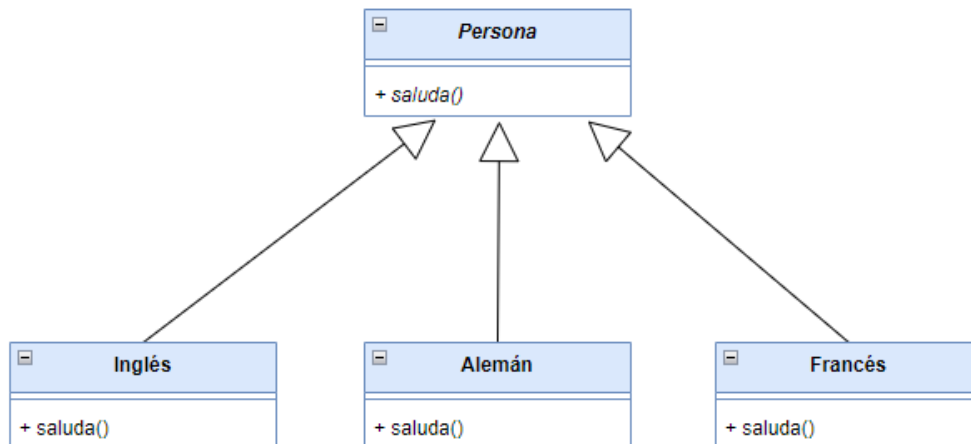 Persona
+ saluda()
Inglés
Alemán
Francés
+ saluda()
+ saluda()
+ saluda()